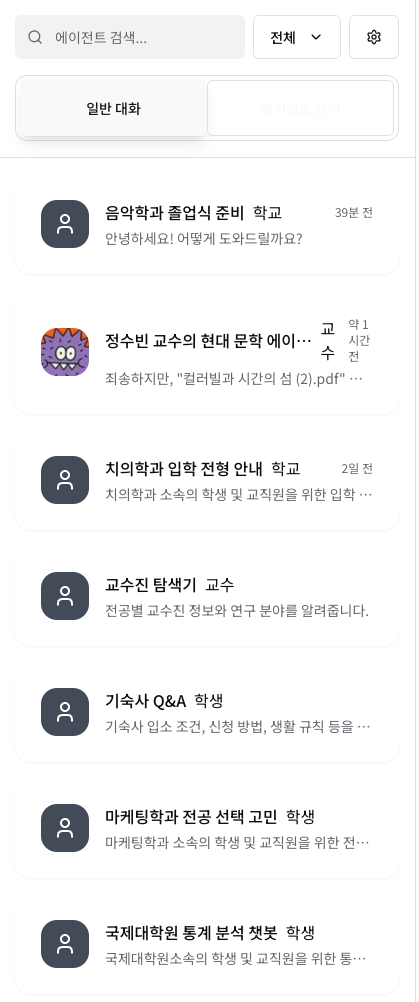 에이전트 검색...
전체
일반 대화
에이전트 관리
음악학과 졸업식 준비 학교 39분 전
안녕하세요! 어떻게 도와드릴까요?
정수빈 교수의 현대 문학 에이… 교수 약 1시간 전
죄송하지만, "컬러빌과 시간의 섬 (2).pdf" …
치의학과 입학 전형 안내 학교 2일 전
치의학과 소속의 학생 및 교직원을 위한 입학 …
교수진 탐색기 교수
전공별 교수진 정보와 연구 분야를 알려줍니다.
기숙사 Q&A 학생
기숙사 입소 조건, 신청 방법, 생활 규칙 등을 …
마케팅학과 전공 선택 고민 학생
마케팅학과 소속의 학생 및 교직원을 위한 전…
국제대학원 통계 분석 챗봇 학생
국제대학원소속의 학생 및 교직원을 위한 통…